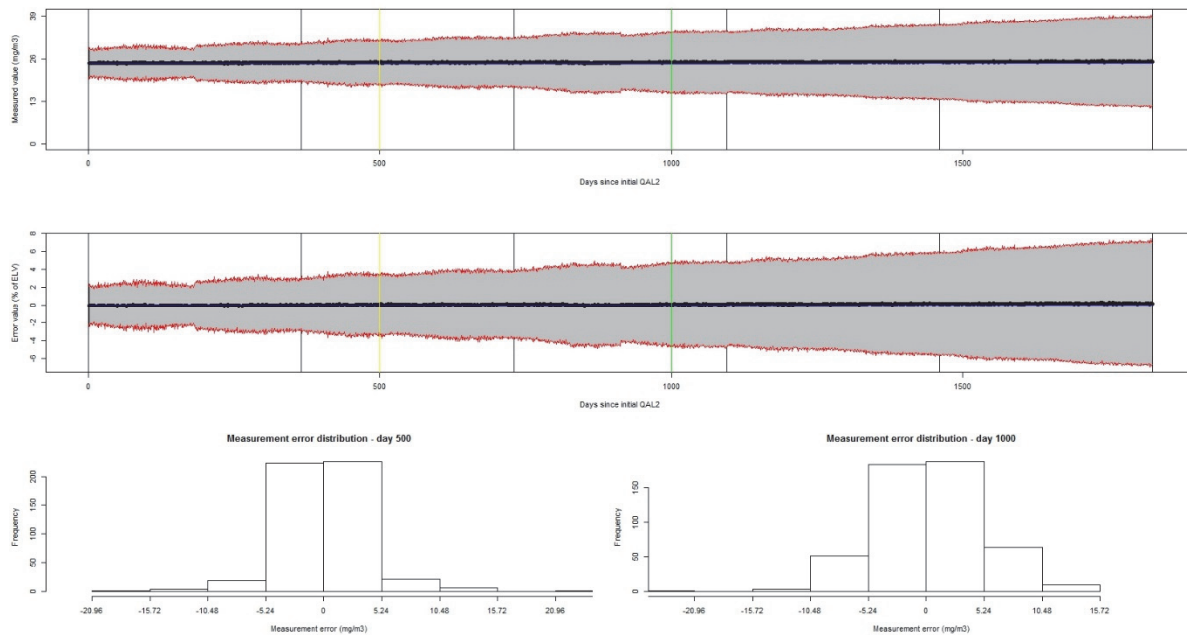 Measured value (mg/m3)
39
26
13
0
0 500 1000 1500
Days since initial QAL2
Error value (% of ELV)
8
6
4
2
0
-2
-4
-6
0 500 1000 1500
Days since initial QAL2
Measurement error distribution - day 500
Frequency
200
150
100
50
0
-20.96 -15.72 -10.48 -5.24 0 5.24 10.48 15.72 20.96
Measurement error (mg/m3)
Measurement error distribution - day 1000
Frequency
150
100
50
0
-20.96 -15.72 -10.48 -5.24 0 5.24 10.48 15.72
Measurement error (mg/m3)